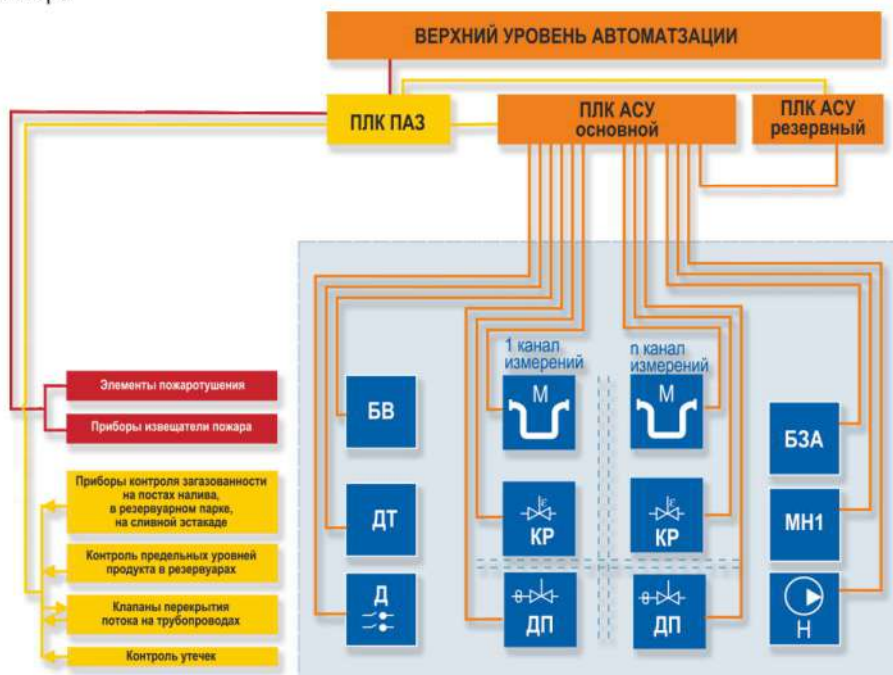 ВЕРХНИЙ УРОВЕНЬ АВТОМАТЗАЦИИ
ПЛК ПАЗ
ПЛК АСУ
основной
ПЛК АСУ
резервный
Элементы пожаротушения
Приборы извещатели пожара
Приборы контроля загазованности
на постах налива,
в резервуарном парке,
на сливной эстакаде
Контроль предельных уровней
продукта в резервуарах
Клапаны перекрытия
потока на трубопроводах
Контроль утечек
БВ
ДТ
Д
1 канал
измерений
М
КР
ДП
n канал
измерений
М
КР
ДП
БЗА
МН1
Н